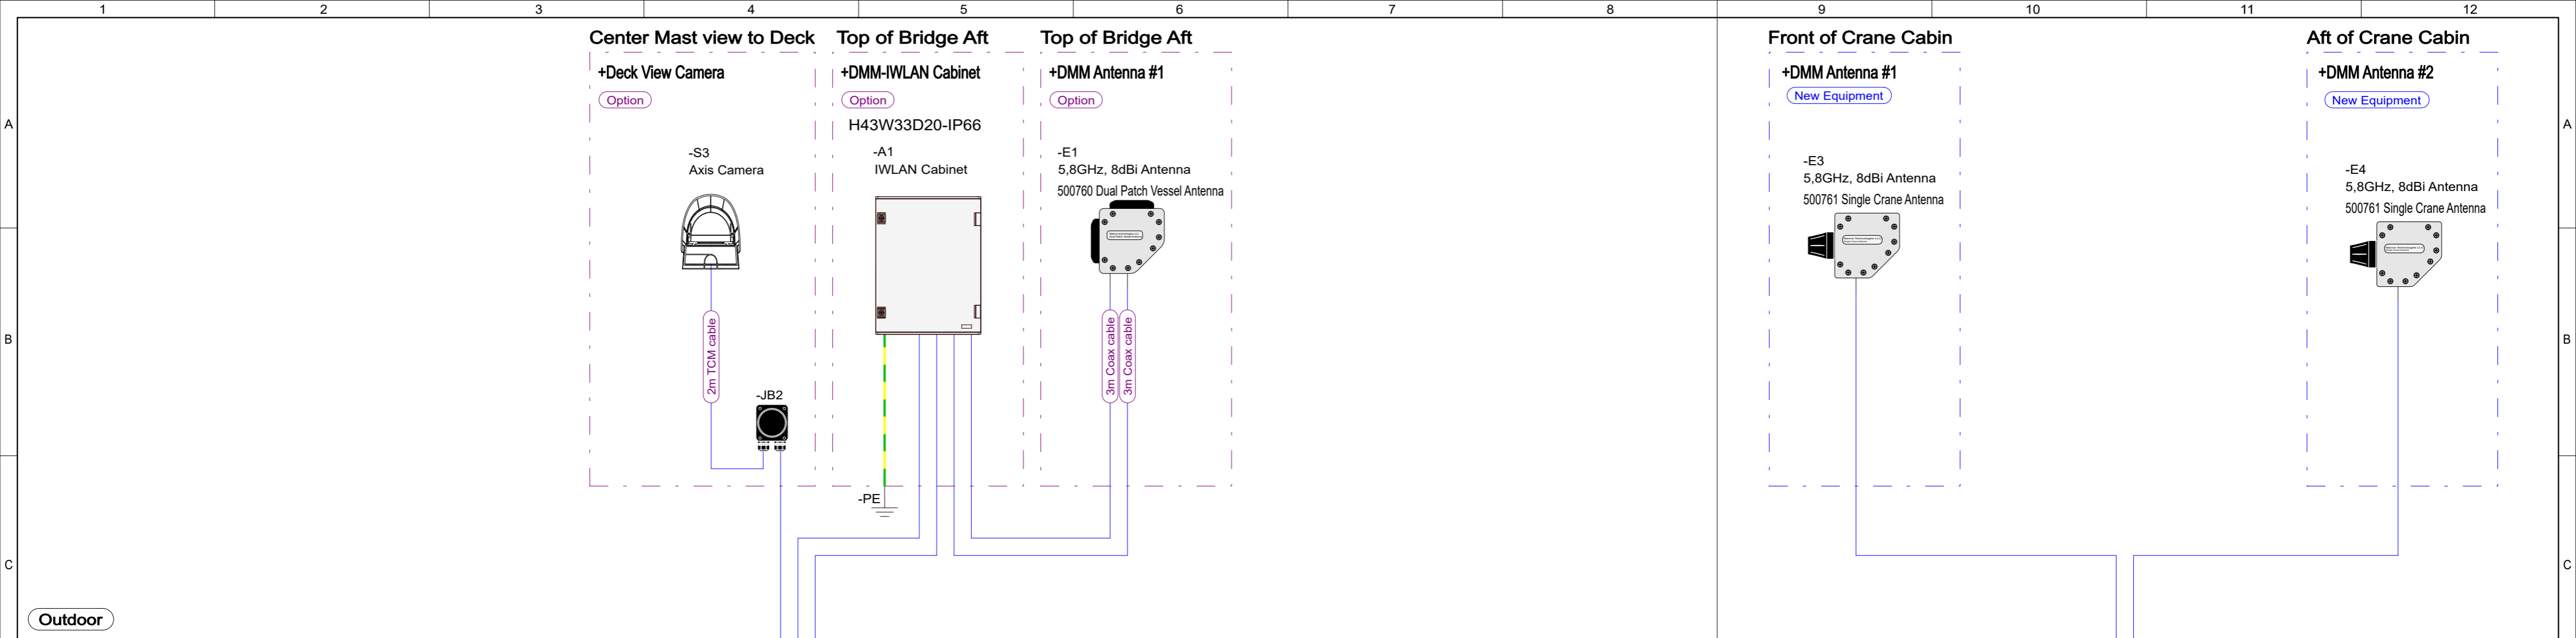 1 2 3 4 5 6 7 8 9 10 11 12
Center Mast view to Deck
+Deck View Camera
Option
-S3
Axis Camera
2m TCM cable
-JB2
Top of Bridge Aft
+DMM-IWLAN Cabinet
Option
H43W33D20-IP66
-A1
IWLAN Cabinet
-PE
Top of Bridge Aft
+DMM Antenna #1
Option
-E1
5,8GHz, 8dBi Antenna
500760 Dual Patch Vessel Antenna
3m Coax cable
3m Coax cable
Front of Crane Cabin
+DMM Antenna #1
New Equipment
-E3
5,8GHz, 8dBi Antenna
500761 Single Crane Antenna
Aft of Crane Cabin
+DMM Antenna #2
New Equipment
-E4
5,8GHz, 8dBi Antenna
500761 Single Crane Antenna
A
A
B
B
C
C
Outdoor